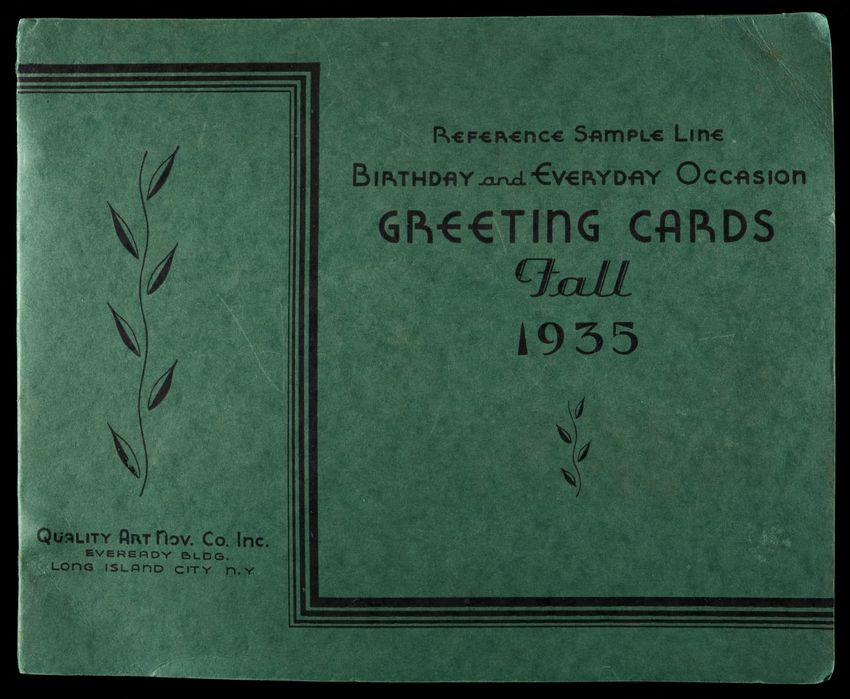 Reference Sample Line
Birthday and Everyday Occasion
GREETING CARDS
Fall
1935
Quality Art Nov. Co. Inc.
EVEREADY BLDG.
LONG ISLAND CITY N.Y.